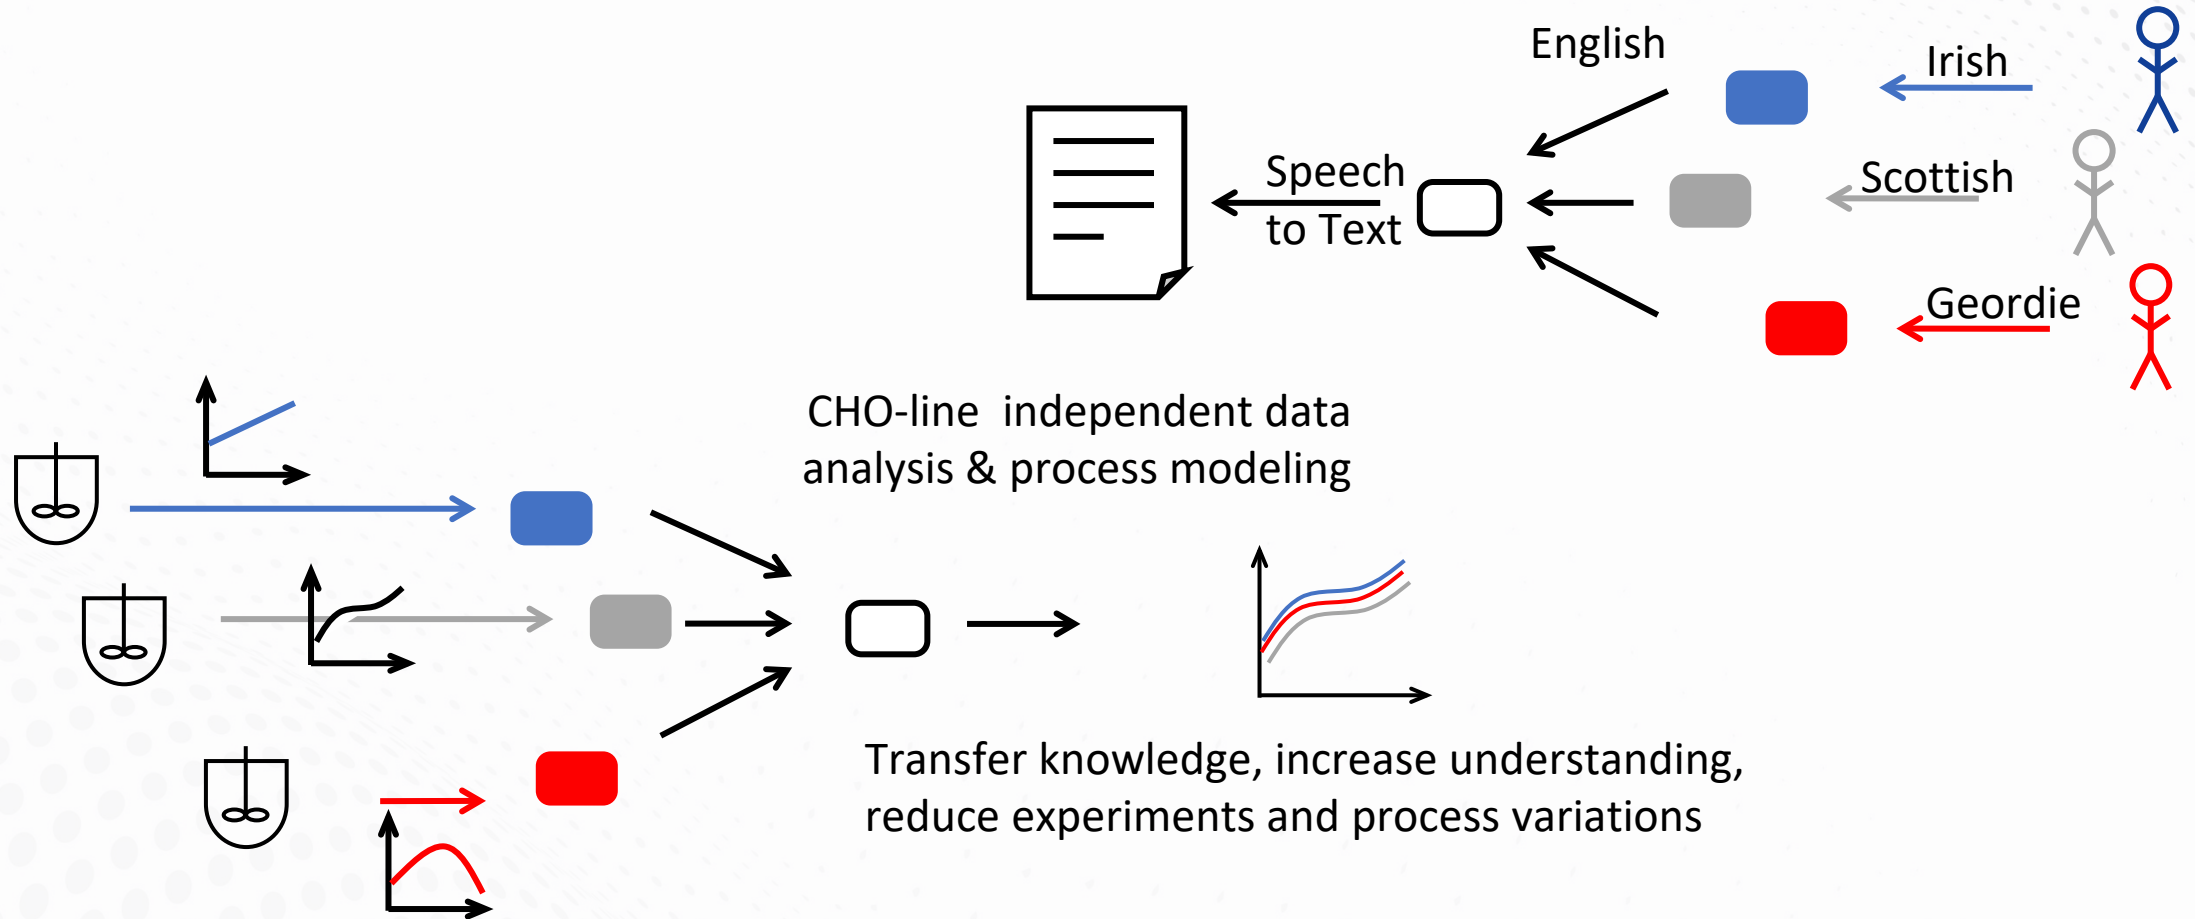 English
Irish
Speech
to Text
Scottish
Geordie
CHO-line  independent data
analysis & process modeling
Transfer knowledge, increase understanding,
reduce experiments and process variations